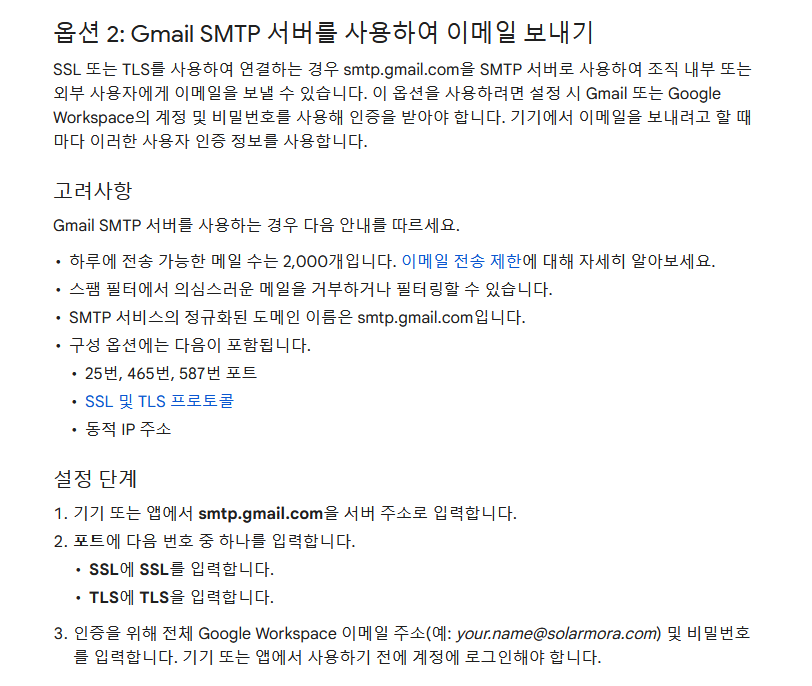 옵션 2: Gmail SMTP 서버를 사용하여 이메일 보내기
SSL 또는 TLS를 사용하여 연결하는 경우 smtp.gmail.com을 SMTP 서버로 사용하여 조직 내부 또는
외부 사용자에게 이메일을 보낼 수 있습니다. 이 옵션을 사용하려면 설정 시 Gmail 또는 Google
Workspace의 계정 및 비밀번호를 사용해 인증을 받아야 합니다. 기기에서 이메일을 보내려고 할 때
마다 이러한 사용자 인증 정보를 사용합니다.
고려사항
Gmail SMTP 서버를 사용하는 경우 다음 안내를 따르세요.
• 하루에 전송 가능한 메일 수는 2,000개입니다. 이메일 전송 제한에 대해 자세히 알아보세요.
• 스팸 필터에서 의심스러운 메일을 거부하거나 필터링할 수 있습니다.
• SMTP 서비스의 정규화된 도메인 이름은 smtp.gmail.com입니다.
• 구성 옵션에는 다음이 포함됩니다.
• 25번, 465번, 587번 포트
• SSL 및 TLS 프로토콜
• 동적 IP 주소
설정 단계
1. 기기 또는 앱에서 smtp.gmail.com을 서버 주소로 입력합니다.
2. 포트에 다음 번호 중 하나를 입력합니다.
• SSL에 SSL를 입력합니다.
• TLS에 TLS을 입력합니다.
3. 인증을 위해 전체 Google Workspace 이메일 주소(예: your.name@solarmora.com) 및 비밀번호
를 입력합니다. 기기 또는 앱에서 사용하기 전에 계정에 로그인해야 합니다.